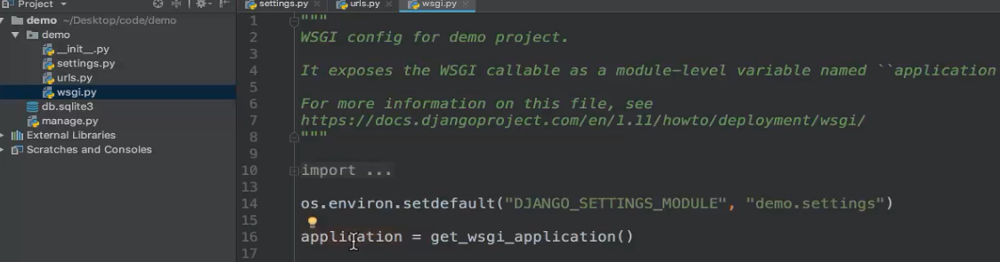 Project
demo ~/Desktop/code/demo
demo
__init__.py
settings.py
urls.py
wsgi.py
db.sqlite3
manage.py
External Libraries
Scratches and Consoles
settings.py urls.py wsgi.py
1 """
2 WSGI config for demo project.
3
4 It exposes the WSGI callable as a module-level variable named ``application
5
6 For more information on this file, see
7 https://docs.djangoproject.com/en/1.11/howto/deployment/wsgi/
8 """
9
10 import ...
13
14 os.environ.setdefault("DJANGO_SETTINGS_MODULE", "demo.settings")
15
16 application = get_wsgi_application()
17